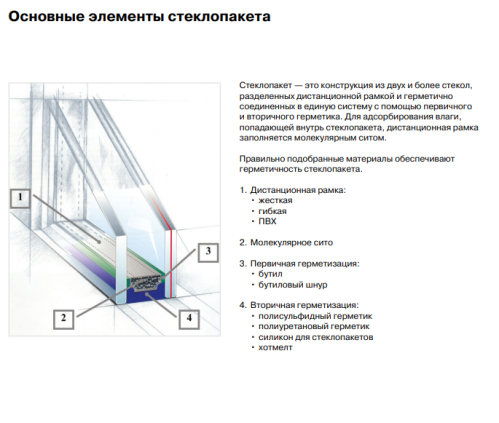 Основные элементы стеклопакета
Стеклопакет — это конструкция из двух и более стекол,
разделенных дистанционной рамкой и герметично
соединенных в единую систему с помощью первичного
и вторичного герметика. Для адсорбирования влаги,
попадающей внутрь стеклопакета, дистанционная рамка
заполняется молекулярным ситом.
Правильно подобранные материалы обеспечивают
герметичность стеклопакета.
1. Дистанционная рамка:
• жесткая
• гибкая
• ПВХ
2. Молекулярное сито
3. Первичная герметизация:
• бутил
• бутиловый шнур
4. Вторичная герметизация:
• полисульфидный герметик
• полиуретановый герметик
• силикон для стеклопакетов
• хотмелт
1
3
2
4